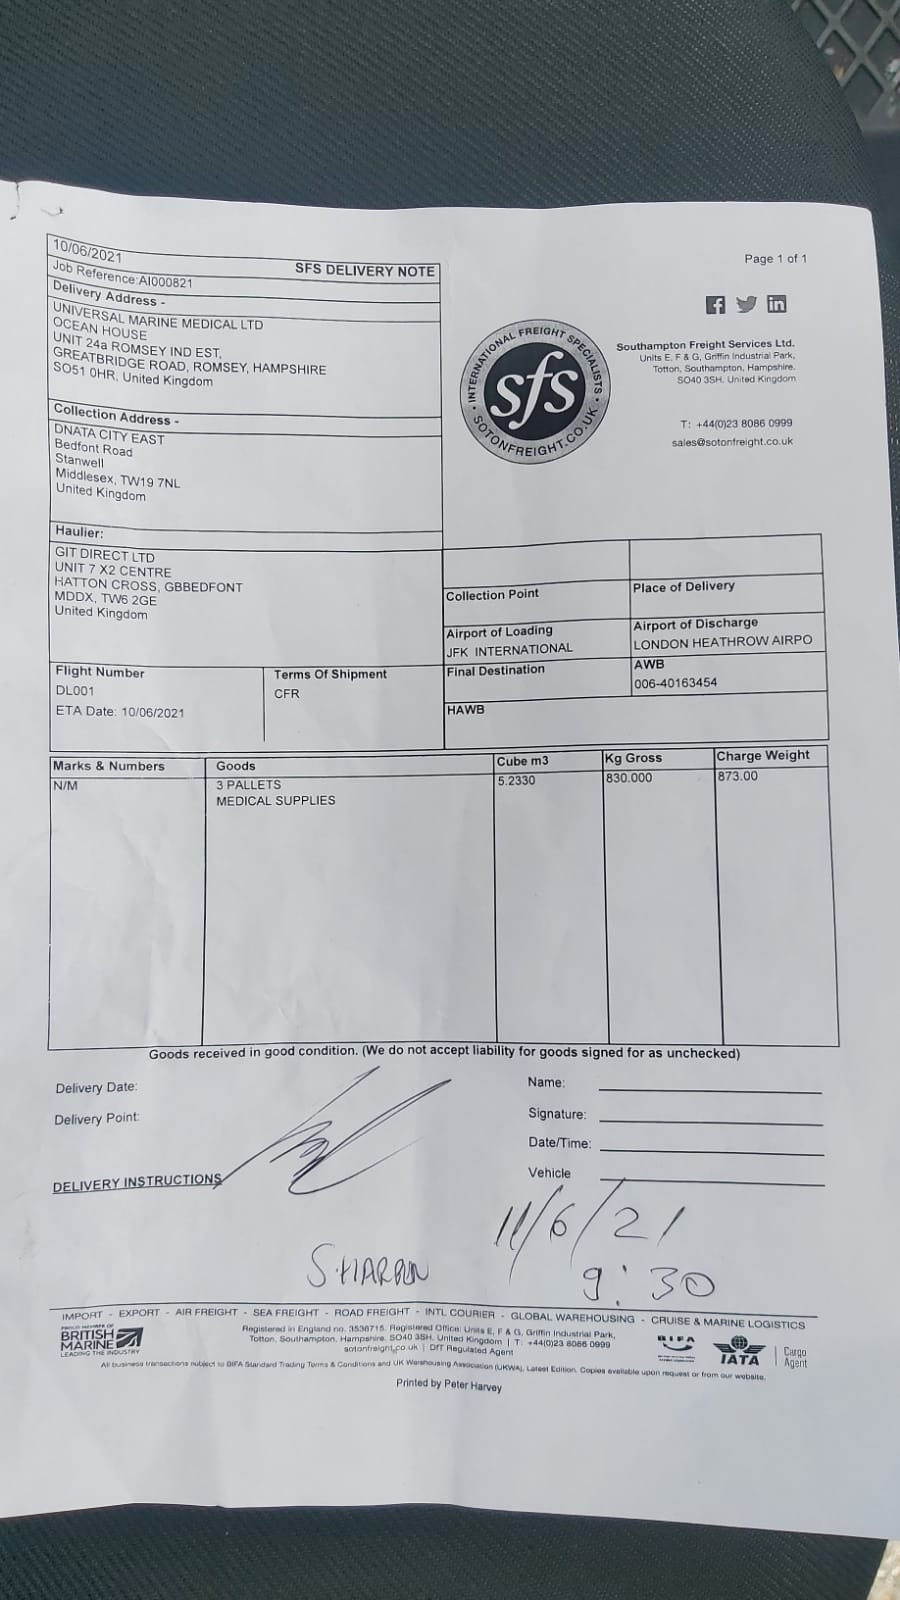 10/06/2021
SFS DELIVERY NOTE
Job Reference:AI000821
Delivery Address -
UNIVERSAL MARINE MEDICAL LTD
OCEAN HOUSE
UNIT 24a ROMSEY IND EST,
GREATBRIDGE ROAD, ROMSEY, HAMPSHIRE
SO51 0HR, United Kingdom
Collection Address -
DNATA CITY EAST
Bedfont Road
Stanwell
Middlesex, TW19 7NL
United Kingdom
Haulier:
GIT DIRECT LTD
UNIT 7 X2 CENTRE
HATTON CROSS, GBBEDFONT
MDDX, TW6 2GE
United Kingdom
Page 1 of 1
INTERNATIONAL FREIGHT SPECIALISTS
sfs
SOTONFREIGHT.CO.UK
Southampton Freight Services Ltd.
Units E, F & G, Griffin Industrial Park,
Totton, Southampton, Hampshire.
SO40 3SH. United Kingdom
T: +44(0)23 8086 0999
sales@sotonfreight.co.uk
Collection Point
Place of Delivery
Airport of Loading
JFK INTERNATIONAL
Airport of Discharge
LONDON HEATHROW AIRPO
Final Destination
AWB
006-40163454
HAWB
Flight Number
DL001
ETA Date: 10/06/2021
Terms Of Shipment
CFR
Marks & Numbers Goods Cube m3 Kg Gross Charge Weight
N/M 3 PALLETS 5.2330 830.000 873.00
MEDICAL SUPPLIES
Goods received in good condition. (We do not accept liability for goods signed for as unchecked)
Delivery Date:
Delivery Point:
DELIVERY INSTRUCTIONS
Name:
Signature:
Date/Time:
Vehicle
11/6/21
9:30
IMPORT - EXPORT - AIR FREIGHT - SEA FREIGHT - ROAD FREIGHT - INTL COURIER - GLOBAL WAREHOUSING - CRUISE & MARINE LOGISTICS
PROUD MEMBER OF
BRITISH
MARINE
LEADING THE INDUSTRY
Registered in England no. 3536715. Registered Office: Units E, F & G, Griffin Industrial Park,
Totton, Southampton, Hampshire. SO40 3SH. United Kingdom | T: +44(0)23 8086 0999
sotonfreight.co.uk | DfT Regulated Agent
BIFA
IATA
Cargo
Agent
All business transactions subject to BIFA Standard Trading Terms & Conditions and UK Warehousing Association (UKWA), Latest Edition. Copies available upon request or from our website.
Printed by Peter Harvey